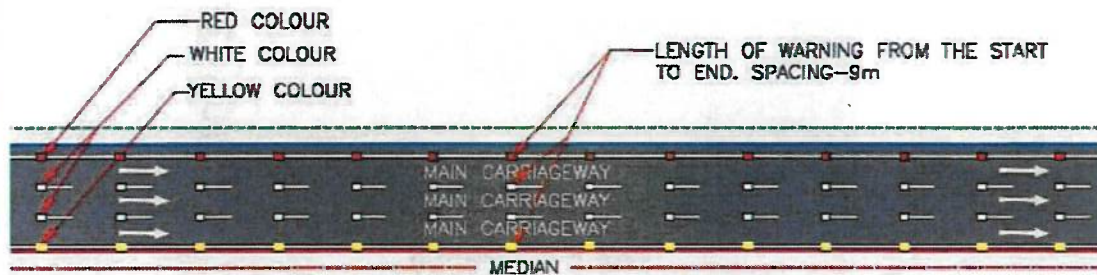 RED COLOUR
WHITE COLOUR
YELLOW COLOUR
LENGTH OF WARNING FROM THE START
TO END. SPACING-9m
MAIN CARRIAGEWAY
MAIN CARRIAGEWAY
MAIN CARRIAGEWAY
MEDIAN